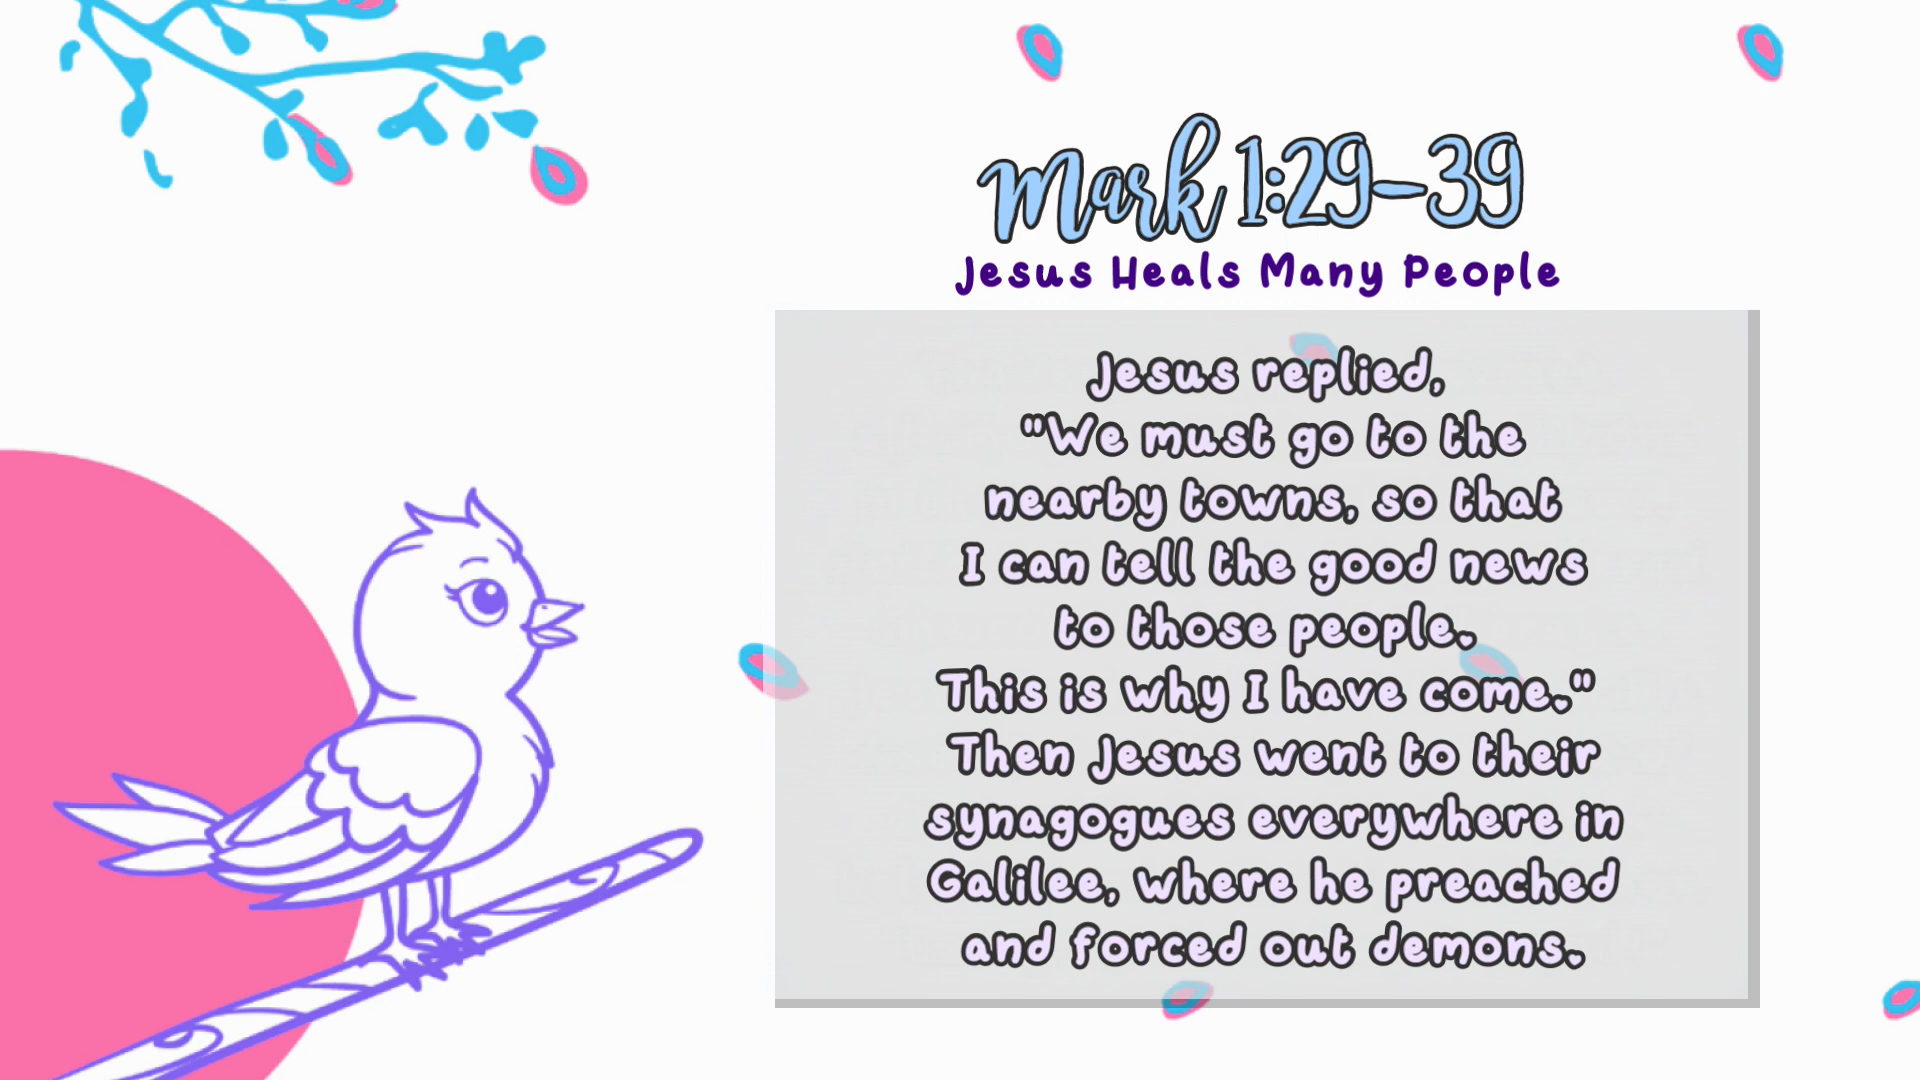 Mark 1:29-39
Jesus Heals Many People
Jesus replied,
"We must go to the
nearby towns, so that
I can tell the good news
to those people.
This is why I have come."
Then Jesus went to their
synagogues everywhere in
Galilee, where he preached
and forced out demons.